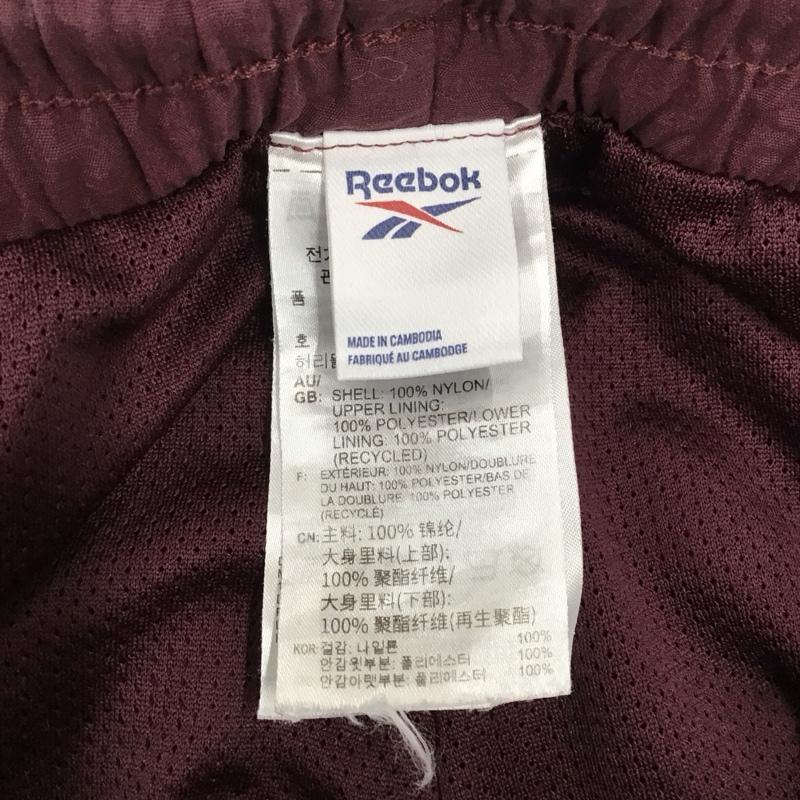 Reebok
MADE IN CAMBODIA
FABRIQUÉ AU CAMBODGE
품
호
AU/
GB: SHELL: 100% NYLON/
UPPER LINING:
100% POLYESTER/LOWER
LINING: 100% POLYESTER
(RECYCLED)
F: EXTÉRIEUR: 100% NYLON/DOUBLURE
DU HAUT: 100% POLYESTER/BAS DE
LA DOUBLURE: 100% POLYESTER
(RECYCLÉ)
CN: 主料: 100% 锦纶/
大身里料(上部):
100% 聚酯纤维/
大身里料(下部):
100% 聚酯纤维(再生聚酯)
KOR: 겉감: 나일론 100%
안감윗부분: 폴리에스터 100%
안감아랫부분: 폴리에스터 100%